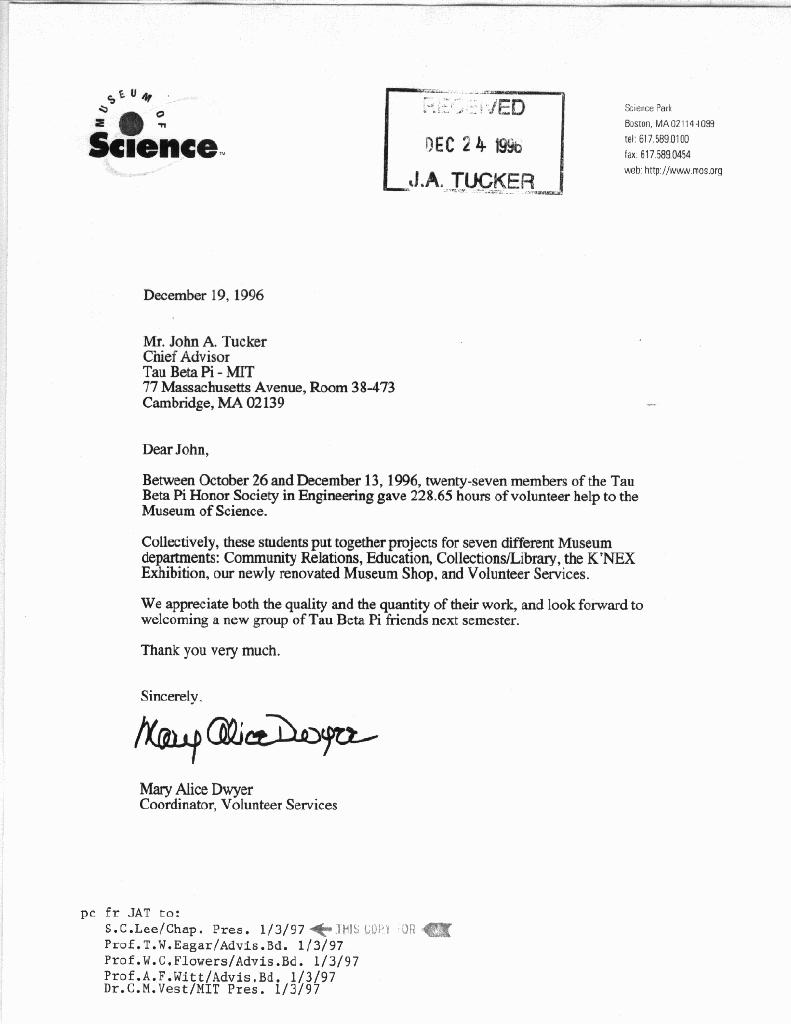 MUSEUM OF
Science
RECEIVED
DEC 24 1996
J.A. TUCKER
Science Park
Boston, MA 02114-1099
tel: 617.589.0100
fax: 617.589.0454
web: http://www.mos.org
December 19, 1996
Mr. John A. Tucker
Chief Advisor
Tau Beta Pi - MIT
77 Massachusetts Avenue, Room 38-473
Cambridge, MA 02139
Dear John,
Between October 26 and December 13, 1996, twenty-seven members of the Tau
Beta Pi Honor Society in Engineering gave 228.65 hours of volunteer help to the
Museum of Science.
Collectively, these students put together projects for seven different Museum
departments: Community Relations, Education, Collections/Library, the K'NEX
Exhibition, our newly renovated Museum Shop, and Volunteer Services.
We appreciate both the quality and the quantity of their work, and look forward to
welcoming a new group of Tau Beta Pi friends next semester.
Thank you very much.
Sincerely,
Mary Alice Dwyer
Mary Alice Dwyer
Coordinator, Volunteer Services
pc fr JAT to:
S.C.Lee/Chap. Pres. 1/3/97 THIS COPY FOR
Prof.T.W.Eagar/Advis.Bd. 1/3/97
Prof.W.C.Flowers/Advis.Bd. 1/3/97
Prof.A.F.Witt/Advis.Bd. 1/3/97
Dr.C.M.Vest/MIT Pres. 1/3/97